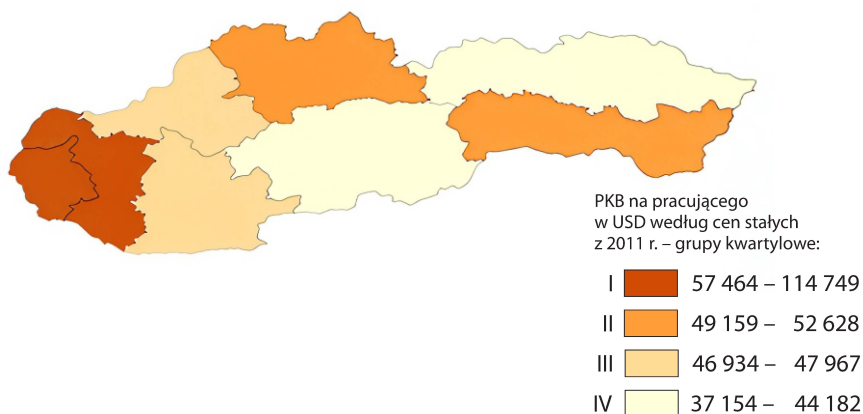 PKB na pracującego
w USD według cen stałych
z 2011 r. – grupy kwartylowe:
I 57 464 – 114 749
II 49 159 – 52 628
III 46 934 – 47 967
IV 37 154 – 44 182